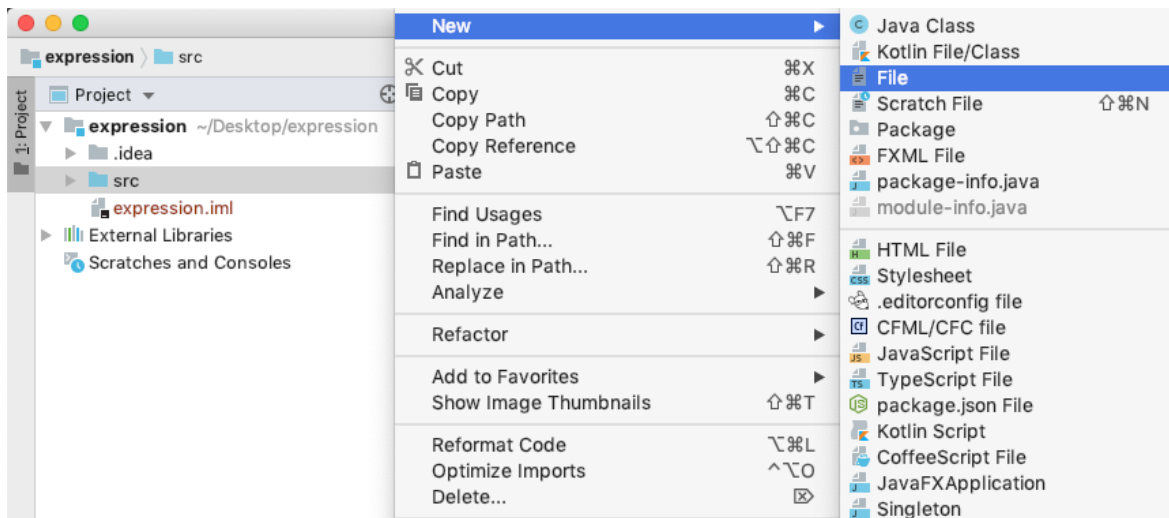 expression src
1: Project
Project
expression ~/Desktop/expression
.idea
src
expression.iml
External Libraries
Scratches and Consoles
New
Cut ⌘X
Copy ⌘C
Copy Path ⇧⌘C
Copy Reference ⌥⇧⌘C
Paste ⌘V
Find Usages ⌥F7
Find in Path... ⇧⌘F
Replace in Path... ⇧⌘R
Analyze
Refactor
Add to Favorites
Show Image Thumbnails ⇧⌘T
Reformat Code ⌥⌘L
Optimize Imports ^⌥O
Delete... ⌦
Java Class
Kotlin File/Class
File
Scratch File ⇧⌘N
Package
FXML File
package-info.java
module-info.java
HTML File
Stylesheet
.editorconfig file
CFML/CFC file
JavaScript File
TypeScript File
package.json File
Kotlin Script
CoffeeScript File
JavaFXApplication
Singleton